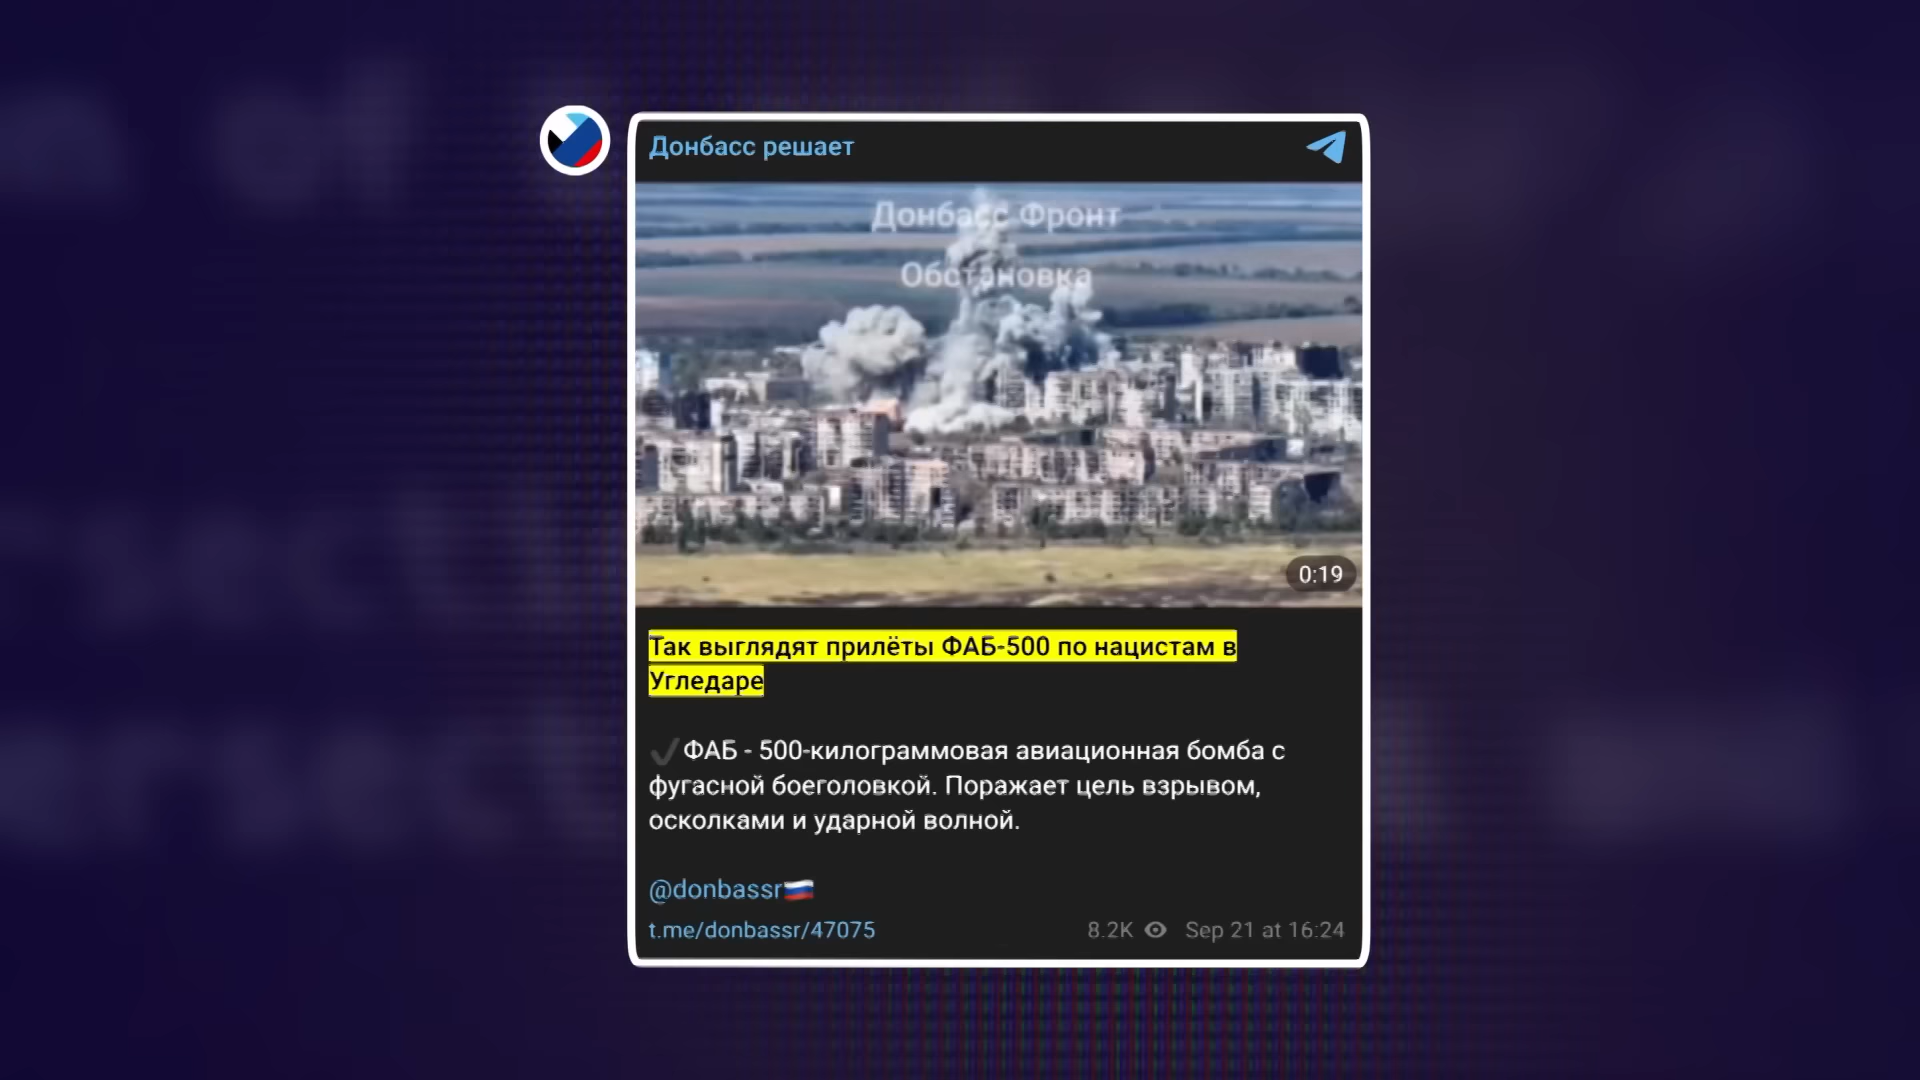 Донбасс решает
Донбасс Фронт
Обстановка
0:19
Так выглядят прилёты ФАБ-500 по нацистам в
Угледаре
✔ФАБ - 500-килограммовая авиационная бомба с
фугасной боеголовкой. Поражает цель взрывом,
осколками и ударной волной.
@donbassr🇷🇺
t.me/donbassr/47075 8.2K Sep 21 at 16:24